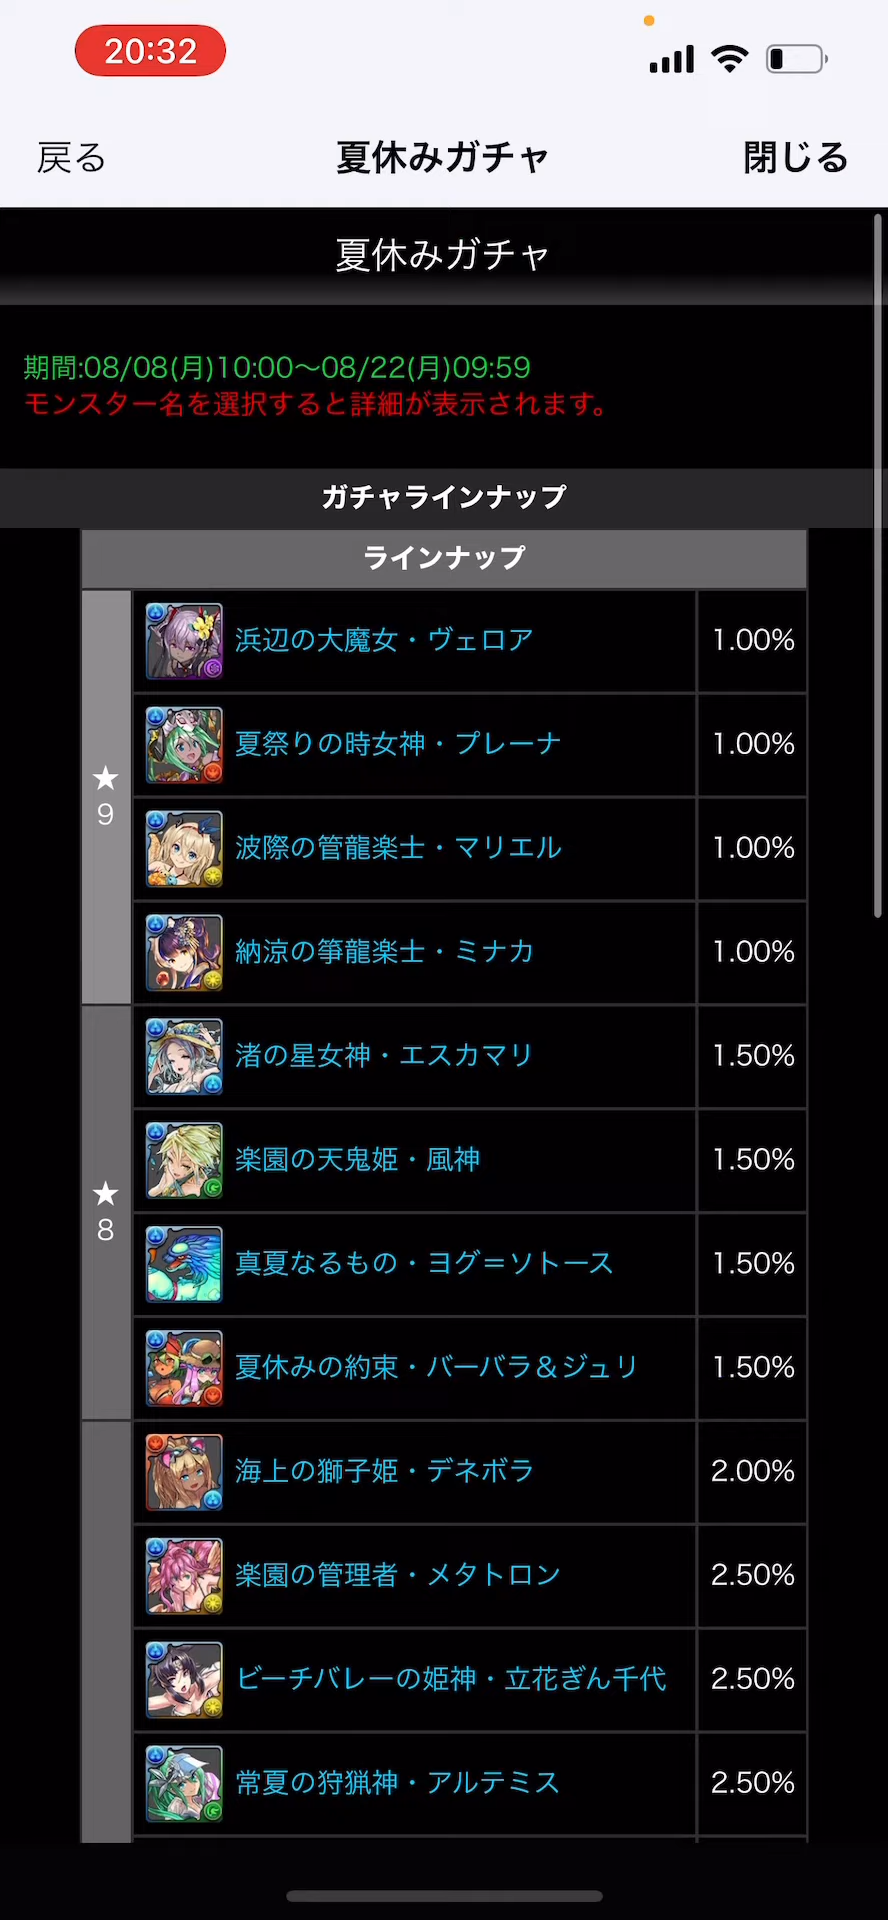 20:32
戻る 夏休みガチャ 閉じる
夏休みガチャ
期間:08/08(月)10:00〜08/22(月)09:59
モンスター名を選択すると詳細が表示されます。
ガチャラインナップ
ラインナップ
★9
浜辺の大魔女・ヴェロア 1.00%
夏祭りの時女神・プレーナ 1.00%
波際の管龍楽士・マリエル 1.00%
納涼の箏龍楽士・ミナカ 1.00%
★8
渚の星女神・エスカマリ 1.50%
楽園の天鬼姫・風神 1.50%
真夏なるもの・ヨグ=ソトース 1.50%
夏休みの約束・バーバラ&ジュリ 1.50%
海上の獅子姫・デネボラ 2.00%
楽園の管理者・メタトロン 2.50%
ビーチバレーの姫神・立花ぎん千代 2.50%
常夏の狩猟神・アルテミス 2.50%